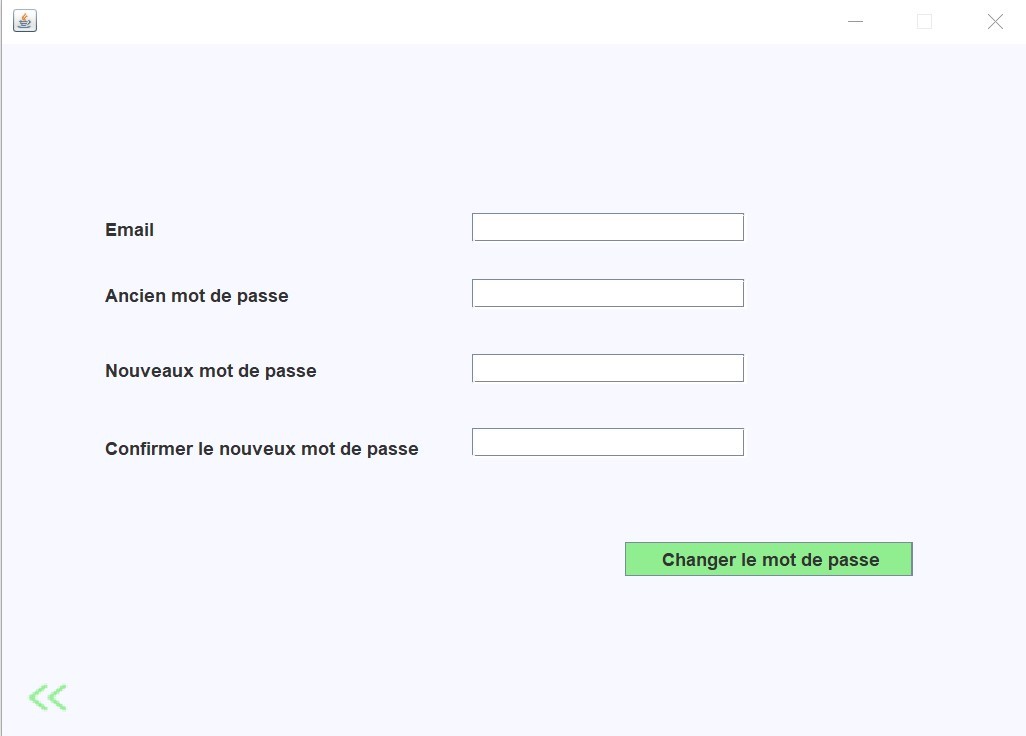 Email
Ancien mot de passe
Nouveaux mot de passe
Confirmer le nouveux mot de passe
Changer le mot de passe
<<